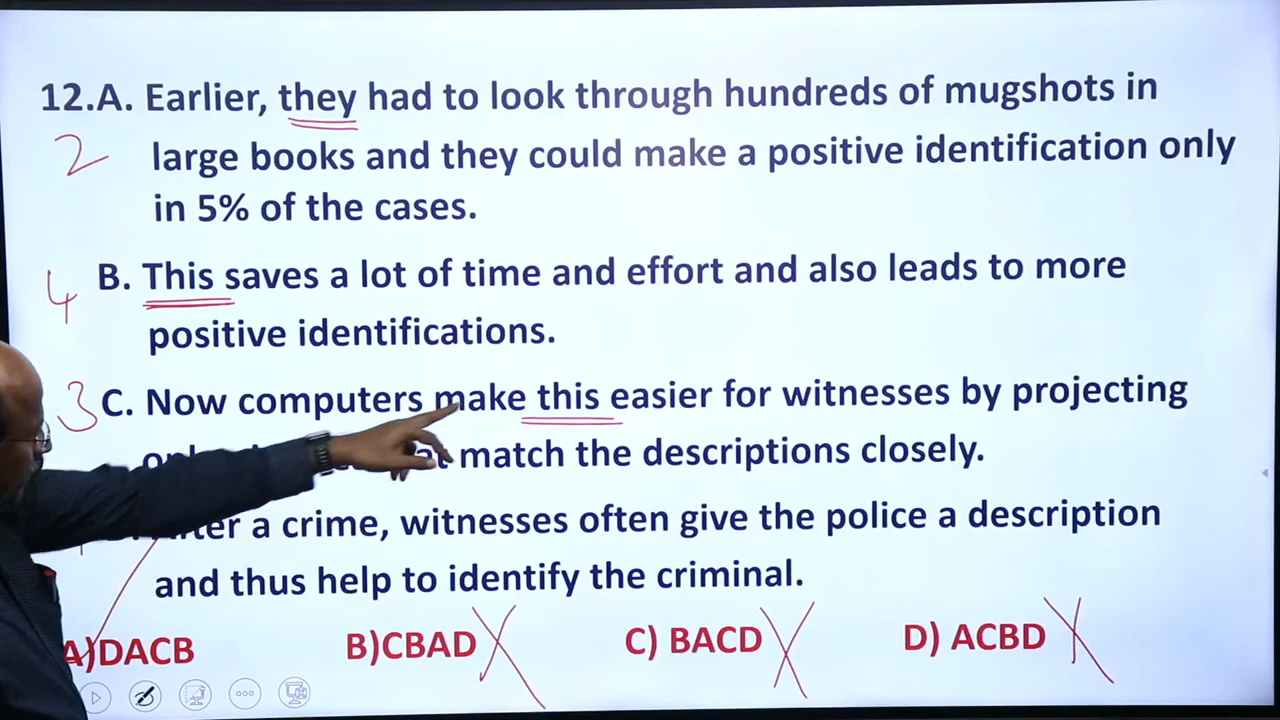 12.A. Earlier, they had to look through hundreds of mugshots in
2
large books and they could make a positive identification only
in 5% of the cases.
4
B. This saves a lot of time and effort and also leads to more
positive identifications.
3
C. Now computers make this easier for witnesses by projecting
match the descriptions closely.
a crime, witnesses often give the police a description
and thus help to identify the criminal.
A)DACB B)CBAD C) BACD D) ACBD